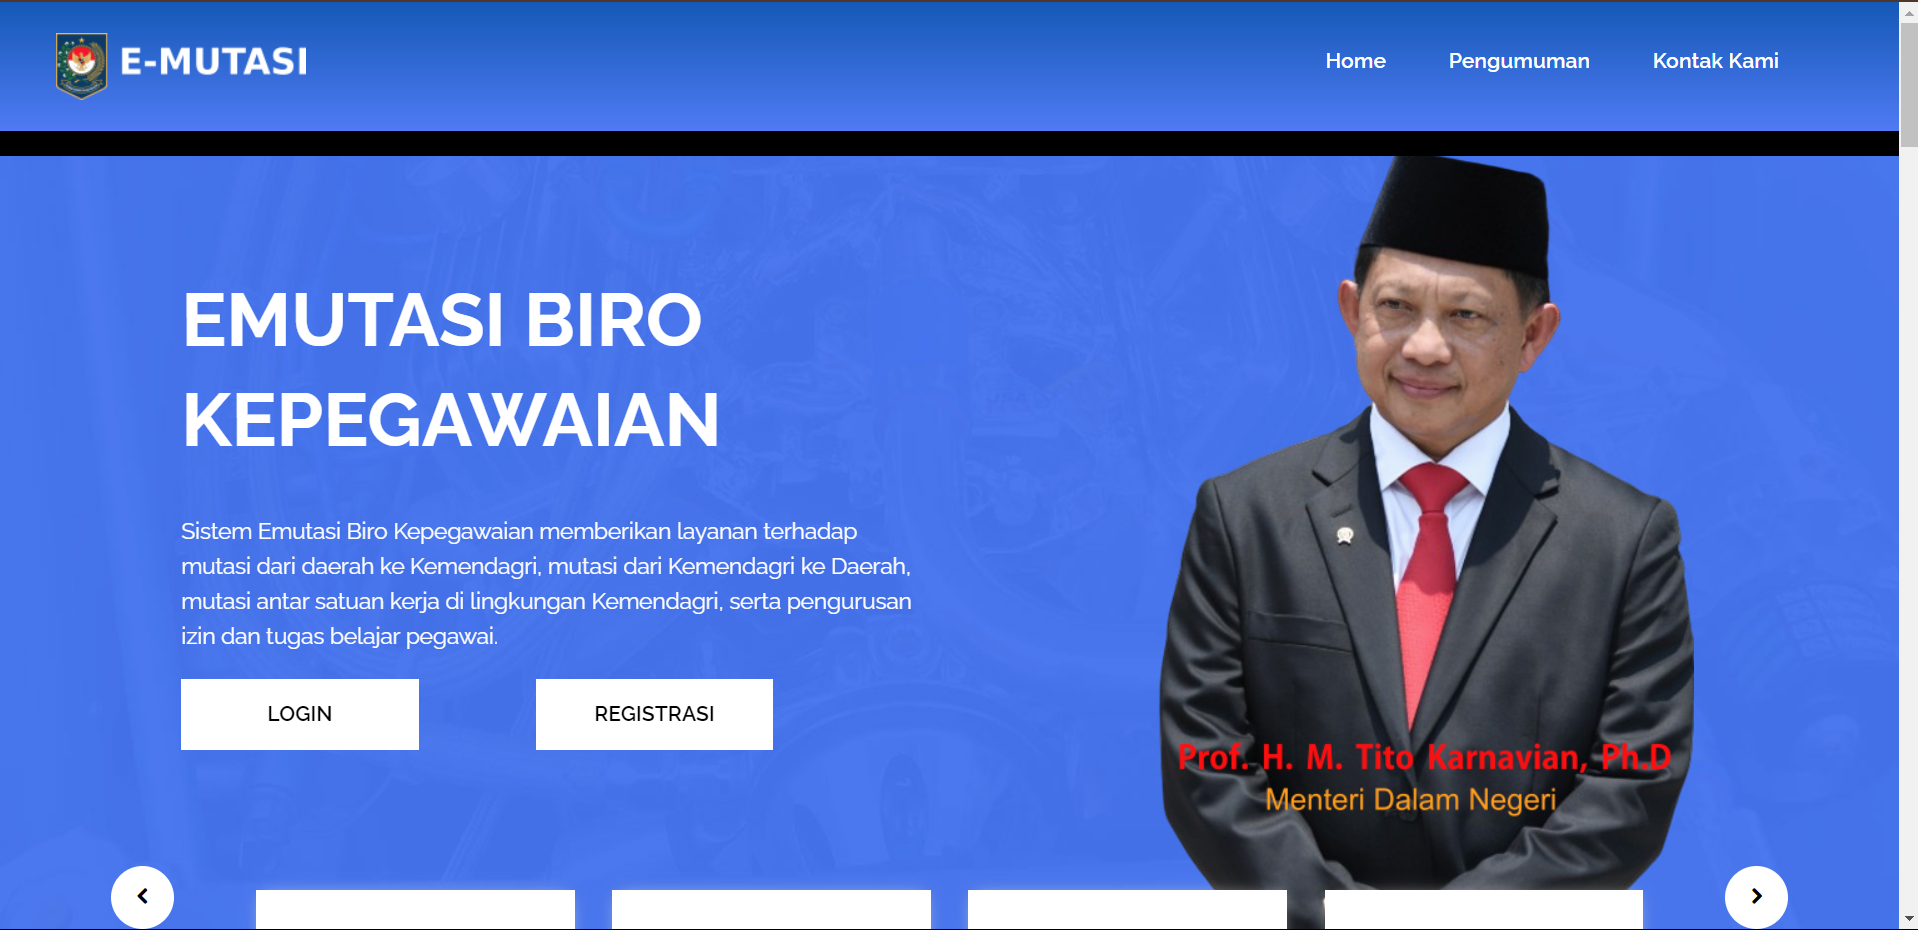 E-MUTASI
Home
Pengumuman
Kontak Kami
EMUTASI BIRO
KEPEGAWAIAN
Sistem Emutasi Biro Kepegawaian memberikan layanan terhadap
mutasi dari daerah ke Kemendagri, mutasi dari Kemendagri ke Daerah,
mutasi antar satuan kerja di lingkungan Kemendagri, serta pengurusan
izin dan tugas belajar pegawai.
LOGIN
REGISTRASI
Prof. H. M. Tito Karnavian, Ph.D
Menteri Dalam Negeri